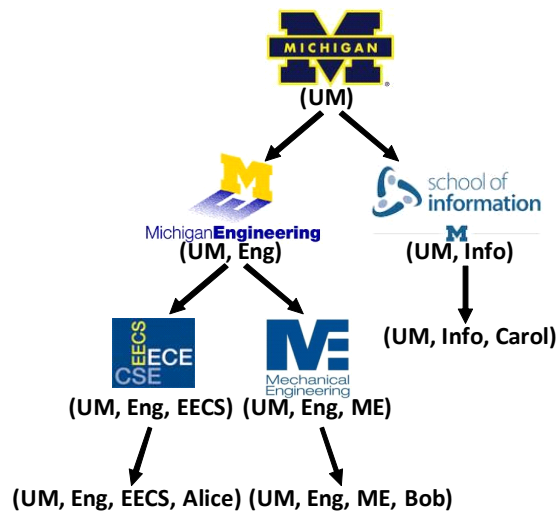 MICHIGAN
(UM)
M
MichiganEngineering
(UM, Eng)
school of
information
M
(UM, Info)
(UM, Info, Carol)
EECS
ECE
CSE
(UM, Eng, EECS)
ME
Mechanical
Engineering
(UM, Eng, ME)
(UM, Eng, EECS, Alice)
(UM, Eng, ME, Bob)